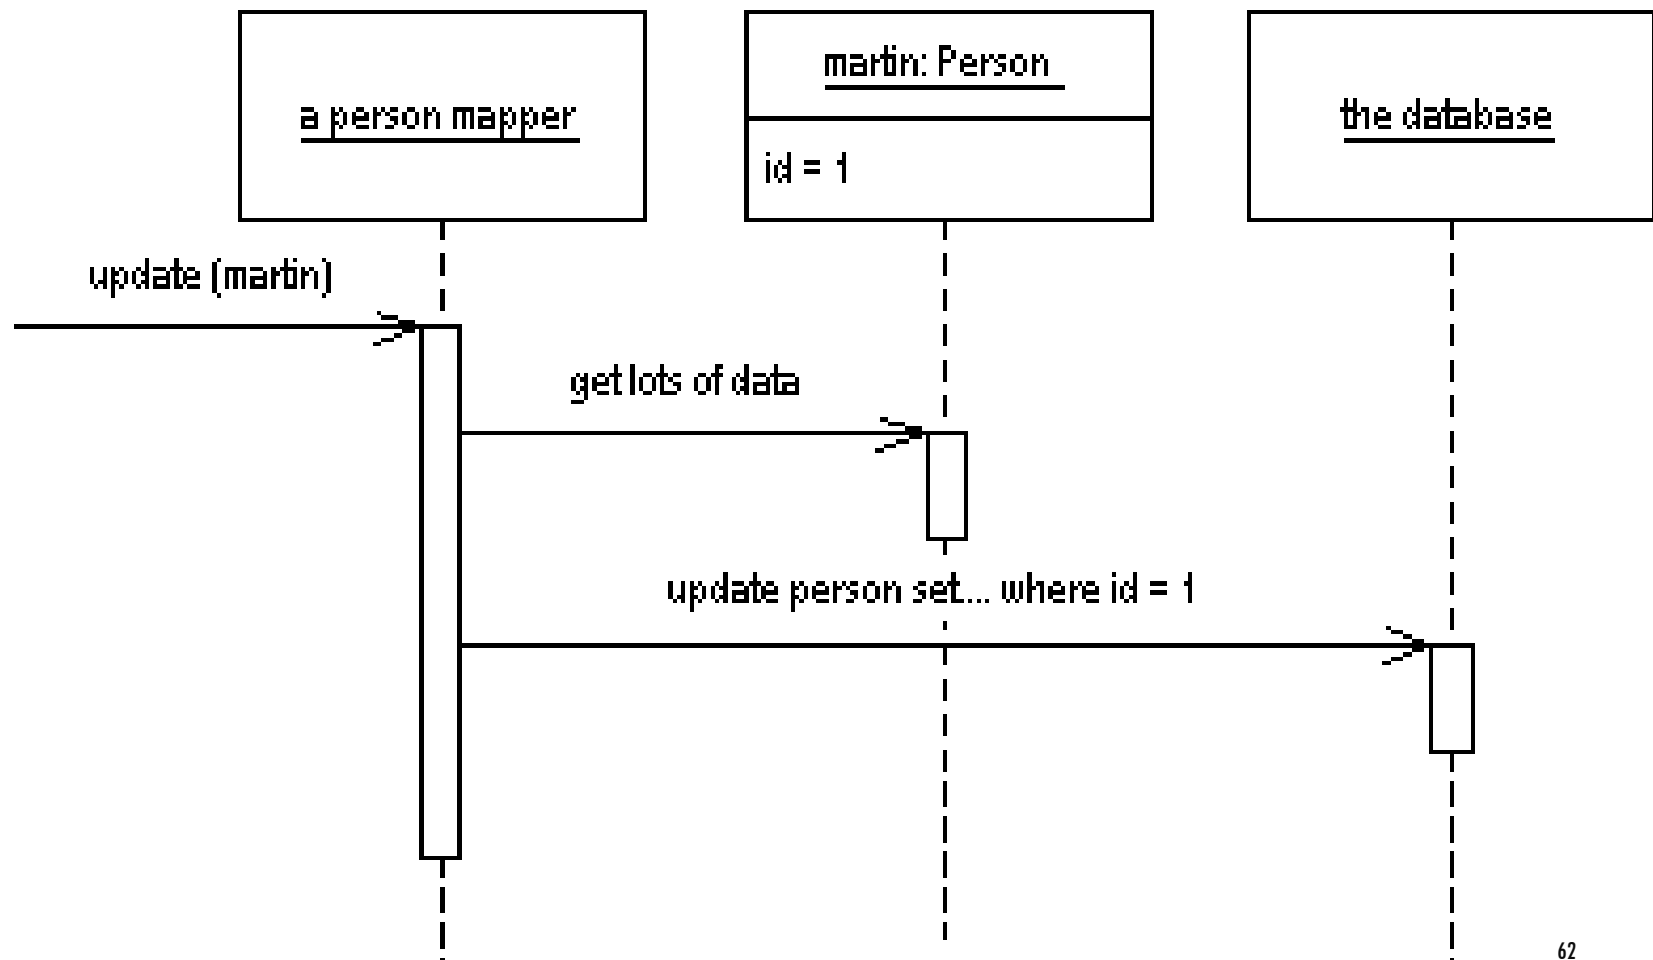 a person mapper
martin: Person
id = 1
the database
update (martin)
get lots of data
update person set... where id = 1
62